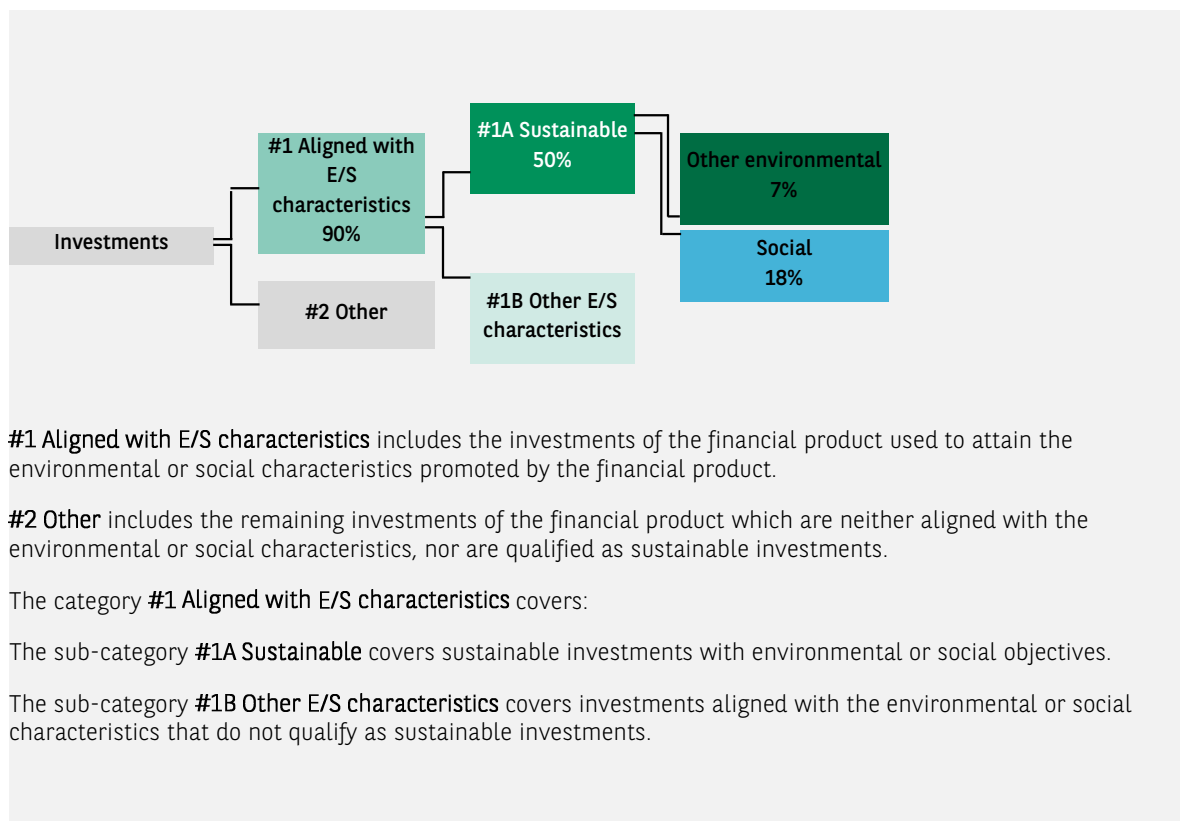 #1 Aligned with
E/S
characteristics
90%
#1A Sustainable
50%
Other environmental
7%
Investments
Social
18%
#2 Other
#1B Other E/S
characteristics
#1 Aligned with E/S characteristics includes the investments of the financial product used to attain the
environmental or social characteristics promoted by the financial product.
#2 Other includes the remaining investments of the financial product which are neither aligned with the
environmental or social characteristics, nor are qualified as sustainable investments.
The category #1 Aligned with E/S characteristics covers:
The sub-category #1A Sustainable covers sustainable investments with environmental or social objectives.
The sub-category #1B Other E/S characteristics covers investments aligned with the environmental or social
characteristics that do not qualify as sustainable investments.